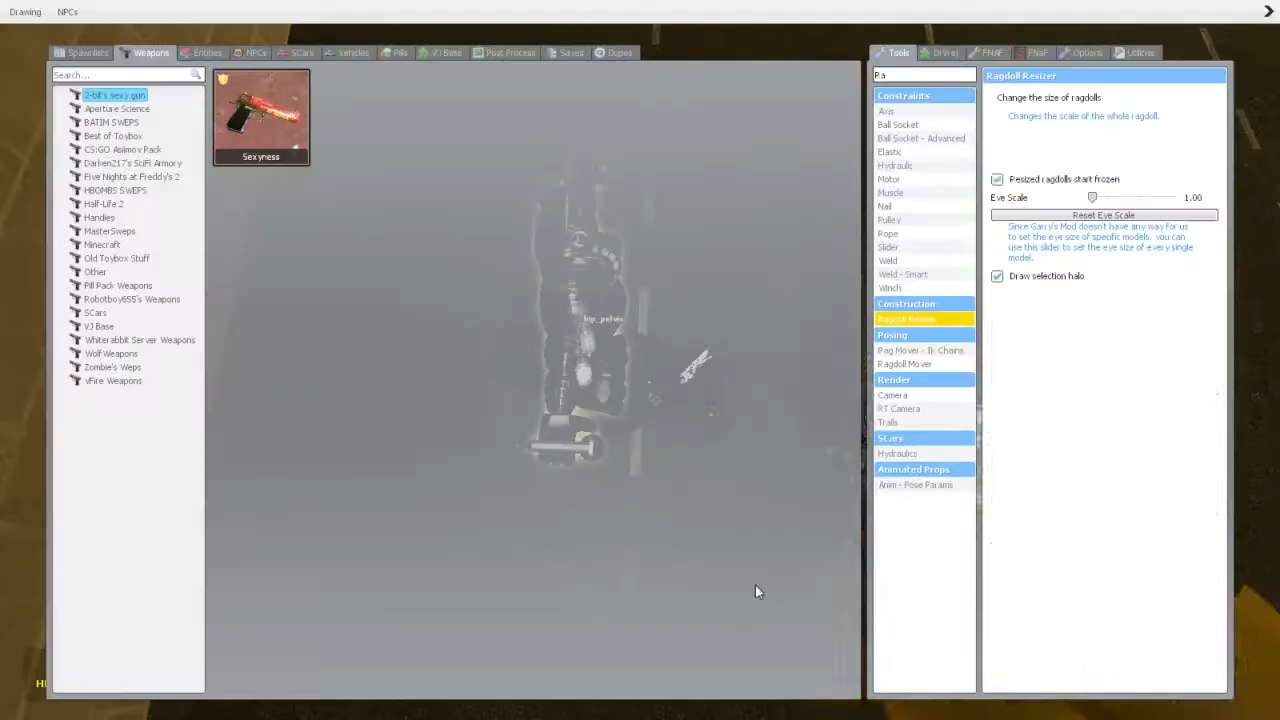 Drawing NPCs
Spawnlists Weapons Entities NPCs SCars Vehicles Pills VJ Base Post Process Saves Dupes
Search...
2-bit's sexy gun
Aperture Science
BATIM SWEPS
Best of Toybox
CS:GO Asimov Pack
Darken217's SciFi Armory
Five Nights at Freddy's 2
HBOMBS SWEPS
Half-Life 2
Handies
MasterSweps
Minecraft
Old Toybox Stuff
Other
Pill Pack Weapons
Robotboy655's Weapons
SCars
VJ Base
Whiterabbit Server Weapons
Wolf Weapons
Zombie's Weps
vFire Weapons
Sexyness
hip_pelvis
Tools DrVrej FNAF FNaF Options Utilities
Ra
Constraints
Axis
Ball Socket
Ball Socket - Advanced
Elastic
Hydraulic
Motor
Muscle
Nail
Pulley
Rope
Slider
Weld
Weld - Smart
Winch
Construction
Ragdoll Resizer
Posing
Rag Mover - IK Chains
Ragdoll Mover
Render
Camera
RT Camera
Trails
SCars
Hydraulics
Animated Props
Anim - Pose Params
Ragdoll Resizer
Change the size of ragdolls
Changes the scale of the whole ragdoll.
Resized ragdolls start frozen
Eye Scale 1.00
Reset Eye Scale
Since Garry's Mod doesn't have any way for us
to set the eye size of specific models, you can
use this slider to set the eye size of every single
model.
Draw selection halo